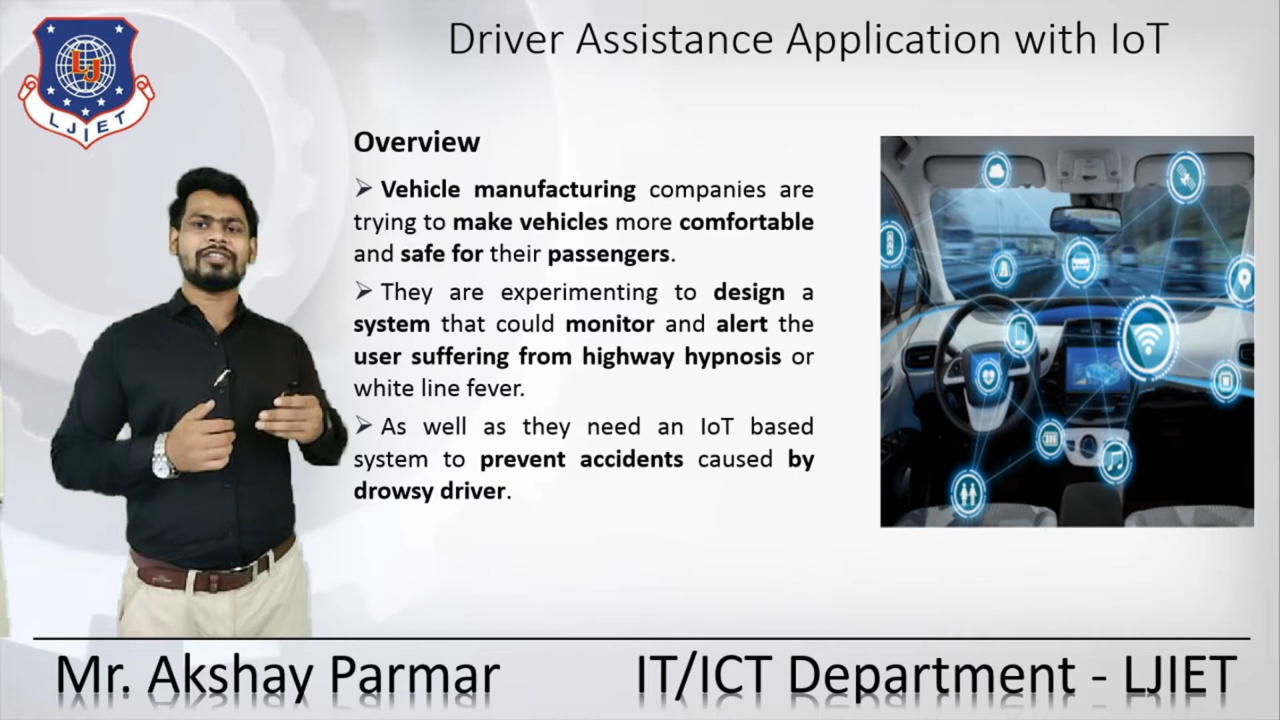 Driver Assistance Application with IoT
LJIET
Overview
➢ Vehicle manufacturing companies are
trying to make vehicles more comfortable
and safe for their passengers.
➢ They are experimenting to design a
system that could monitor and alert the
user suffering from highway hypnosis or
white line fever.
➢ As well as they need an IoT based
system to prevent accidents caused by
drowsy driver.
Mr. Akshay Parmar
IT/ICT Department - LJIET